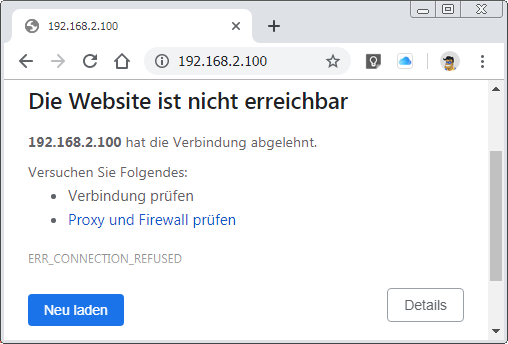 192.168.2.100
192.168.2.100
Die Website ist nicht erreichbar
192.168.2.100 hat die Verbindung abgelehnt.
Versuchen Sie Folgendes:
• Verbindung prüfen
• Proxy und Firewall prüfen
ERR_CONNECTION_REFUSED
Neu laden
Details